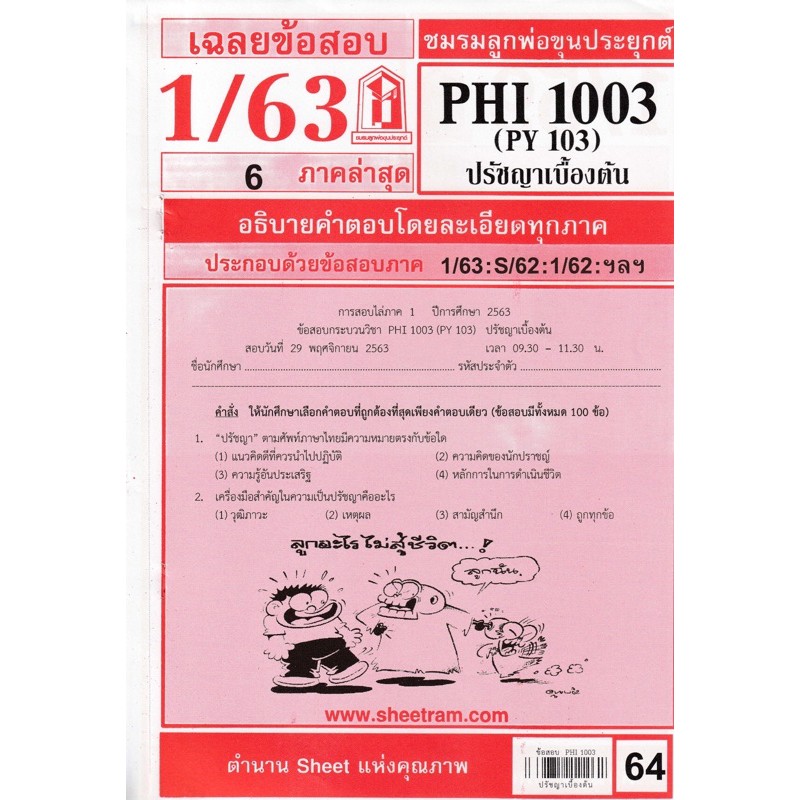 เฉลยข้อสอบ
ชมรมลูกพ่อขุนประยุกต์
1/63
ชมรมลูกพ่อขุนประยุกต์
PHI 1003
(PY 103)
ปรัชญาเบื้องต้น
6 ภาคล่าสุด
อธิบายคำตอบโดยละเอียดทุกภาค
ประกอบด้วยข้อสอบภาค 1/63:S/62:1/62:ฯลฯ
การสอบไล่ภาค 1 ปีการศึกษา 2563
ข้อสอบกระบวนวิชา PHI 1003 (PY 103) ปรัชญาเบื้องต้น
สอบวันที่ 29 พฤศจิกายน 2563 เวลา 09.30 – 11.30 น.
ชื่อนักศึกษา ........................ รหัสประจำตัว ........................
คำสั่ง ให้นักศึกษาเลือกคำตอบที่ถูกต้องที่สุดเพียงคำตอบเดียว (ข้อสอบมีทั้งหมด 100 ข้อ)
1. "ปรัชญา" ตามศัพท์ภาษาไทยมีความหมายตรงกับข้อใด
(1) แนวคิดดีที่ควรนำไปปฏิบัติ (2) ความคิดของนักปราชญ์
(3) ความรู้อันประเสริฐ (4) หลักการในการดำเนินชีวิต
2. เครื่องมือสำคัญในความเป็นปรัชญาคืออะไร
(1) วุฒิภาวะ (2) เหตุผล (3) สามัญสำนึก (4) ถูกทุกข้อ
ลูกอะไรไม่สู้ชีวิต...!
ลูกฉัน.
www.sheetram.com
ตำนาน Sheet แห่งคุณภาพ
ข้อสอบ PHI 1003
ปรัชญาเบื้องต้น
64